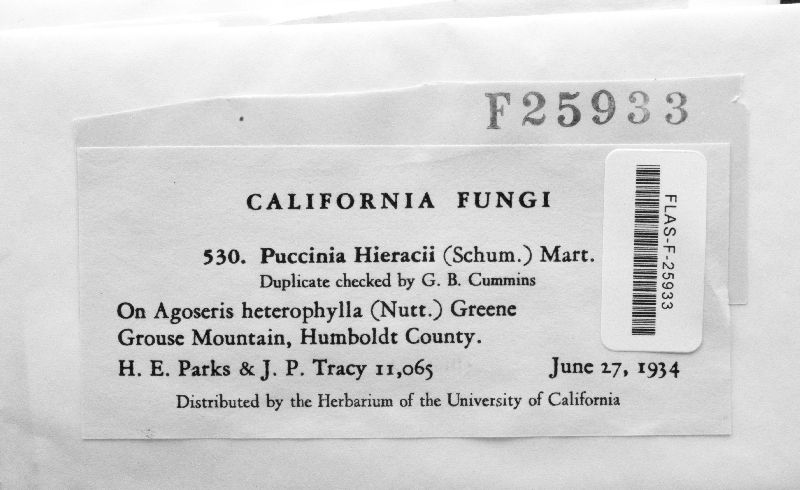 F25933
CALIFORNIA FUNGI
530. Puccinia Hieracii (Schum.) Mart.
Duplicate checked by G. B. Cummins
On Agoseris heterophylla (Nutt.) Greene
Grouse Mountain, Humboldt County.
H. E. Parks & J. P. Tracy 11,065 June 27, 1934
Distributed by the Herbarium of the University of California
FLAS-F-25933